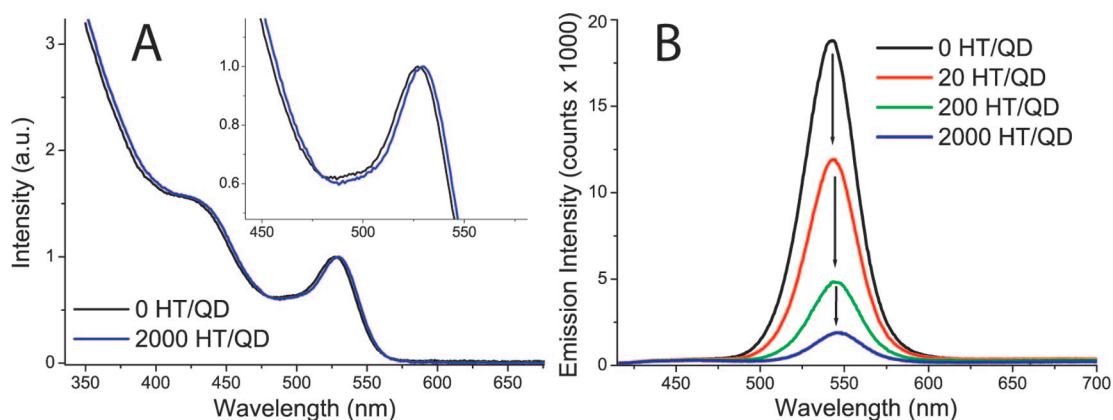 A
3
2
1
0
Intensity (a.u.)
350 400 450 500 550 600 650
Wavelength (nm)
0 HT/QD
2000 HT/QD
1.0
0.8
0.6
450 500 550
B
20
15
10
5
0
Emission Intensity (counts x 1000)
450 500 550 600 650 700
Wavelength (nm)
0 HT/QD
20 HT/QD
200 HT/QD
2000 HT/QD